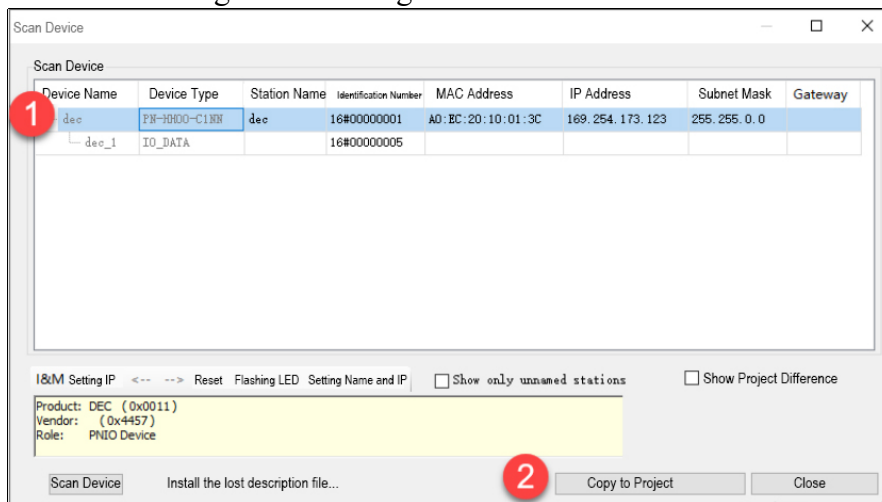 Scan Device
Scan Device
Device Name Device Type Station Name Identification Number MAC Address IP Address Subnet Mask Gateway
1 dec PN-HH00-C1NN dec 16#00000001 A0:EC:20:10:01:3C 169.254.173.123 255.255.0.0
dec_1 IO_DATA 16#00000005
I&M Setting IP <-- --> Reset Flashing LED Setting Name and IP Show only unnamed stations Show Project Difference
Product: DEC (0x0011)
Vendor: (0x4457)
Role: PNIO Device
Scan Device Install the lost description file... 2 Copy to Project Close